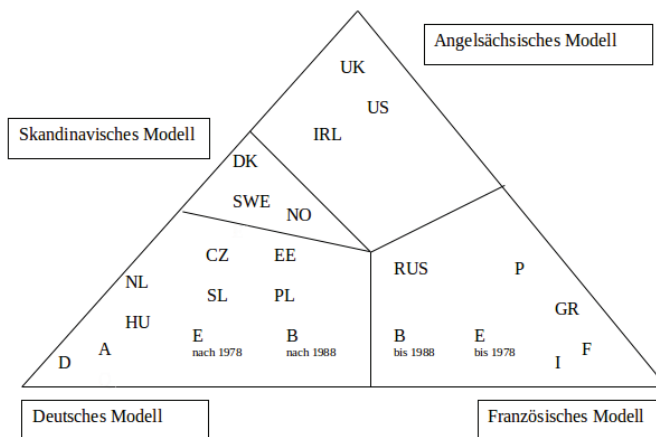 Angelsächsisches Modell
UK
US
Skandinavisches Modell
IRL
DK
SWE
NO
CZ EE
RUS P
NL
SL PL
GR
HU
E B B E
nach 1978 nach 1988 bis 1988 bis 1978
A F
D I
Deutsches Modell Französisches Modell